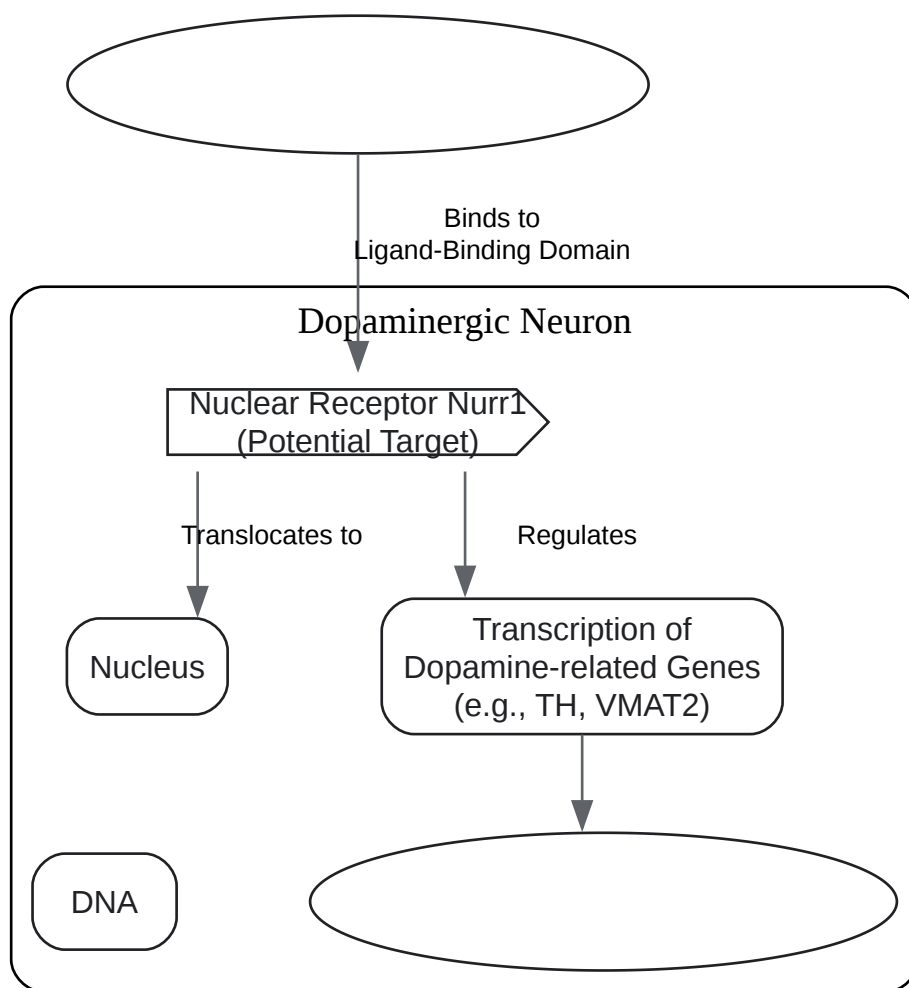 Binds to
Ligand-Binding Domain
Dopaminergic Neuron
Nuclear Receptor Nurr1
(Potential Target)
Translocates to
Regulates
Nucleus
Transcription of
Dopamine-related Genes
(e.g., TH, VMAT2)
DNA